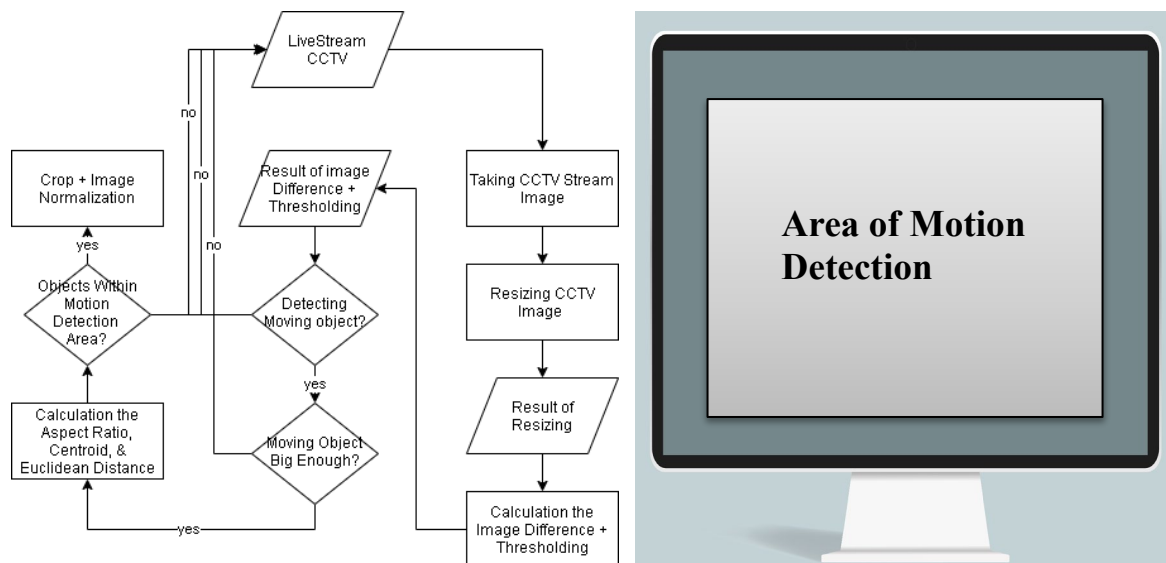 LiveStream
CCTV
no
no
no
Crop + Image
Normalization
Result of image
Difference +
Thresholding
Taking CCTV Stream
Image
yes
Objects Within
Motion
Detection
Area?
Detecting
Moving object?
Resizing CCTV
Image
yes
Calculation the
Aspect Ratio,
Centroid, &
Euclidean Distance
Moving Object
Big Enough?
Result of
Resizing
yes
Calculation the
Image Difference +
Thresholding
Area of Motion
Detection